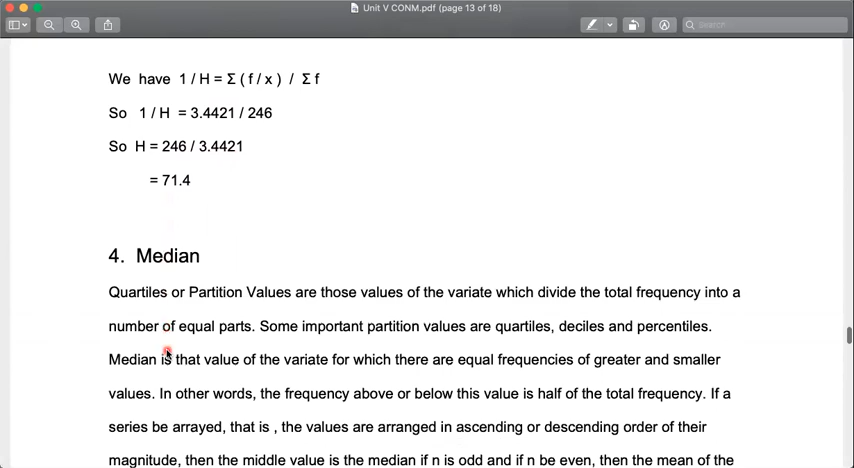 Unit V CONM.pdf (page 13 of 18)
Search
We have 1 / H = Σ ( f / x ) / Σ f
So 1 / H = 3.4421 / 246
So H = 246 / 3.4421
= 71.4
4. Median
Quartiles or Partition Values are those values of the variate which divide the total frequency into a
number of equal parts. Some important partition values are quartiles, deciles and percentiles.
Median is that value of the variate for which there are equal frequencies of greater and smaller
values. In other words, the frequency above or below this value is half of the total frequency. If a
series be arrayed, that is , the values are arranged in ascending or descending order of their
magnitude, then the middle value is the median if n is odd and if n be even, then the mean of the